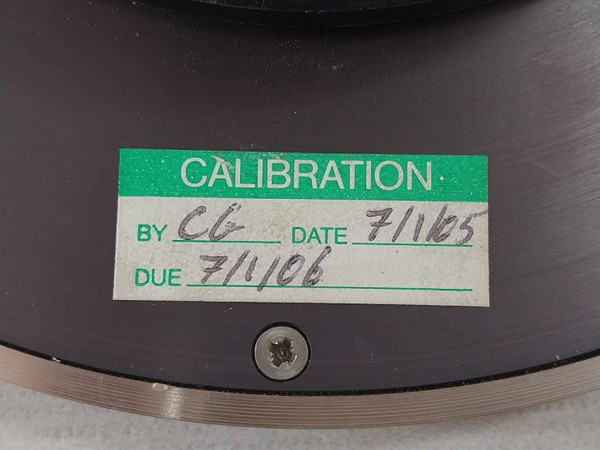 CALIBRATION
BY CG DATE 7/1/05
DUE 7/1/06